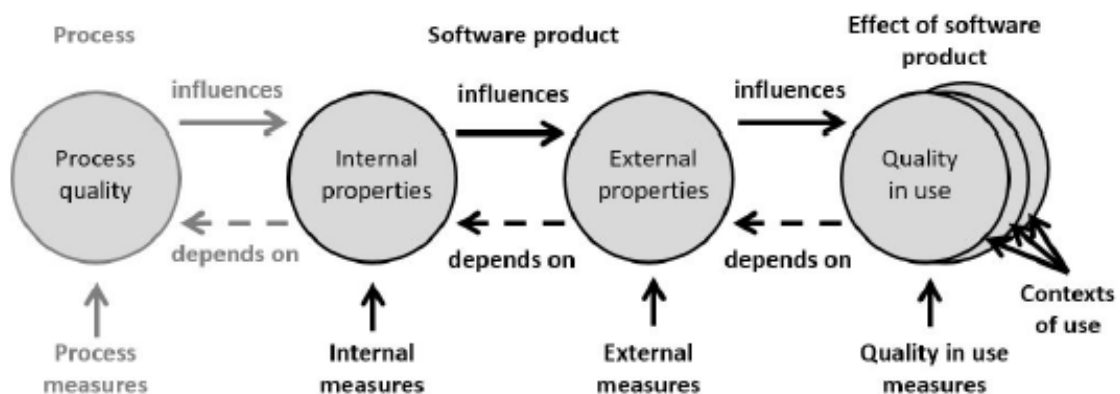 Process
Software product
Effect of software
product
influences
influences
influences
Process
quality
Internal
properties
External
properties
Quality
in use
depends on
depends on
depends on
Contexts
of use
Process
measures
Internal
measures
External
measures
Quality in use
measures